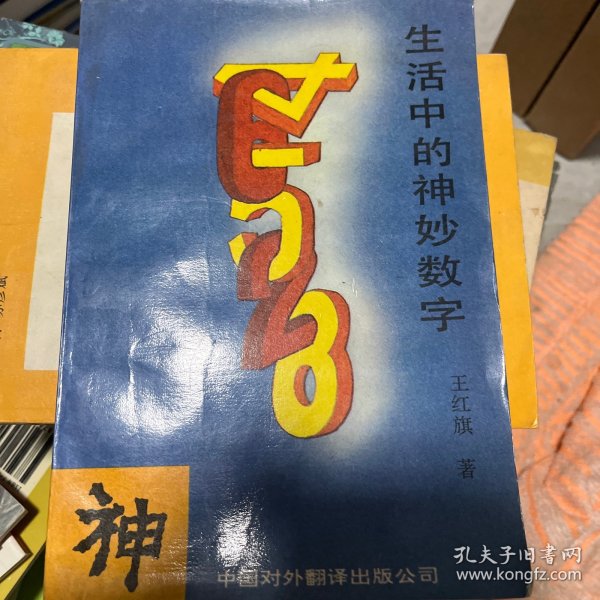 生活中的神妙数字
王红旗 著
神
中国对外翻译出版公司
孔夫子旧书网
www.kongfz.com